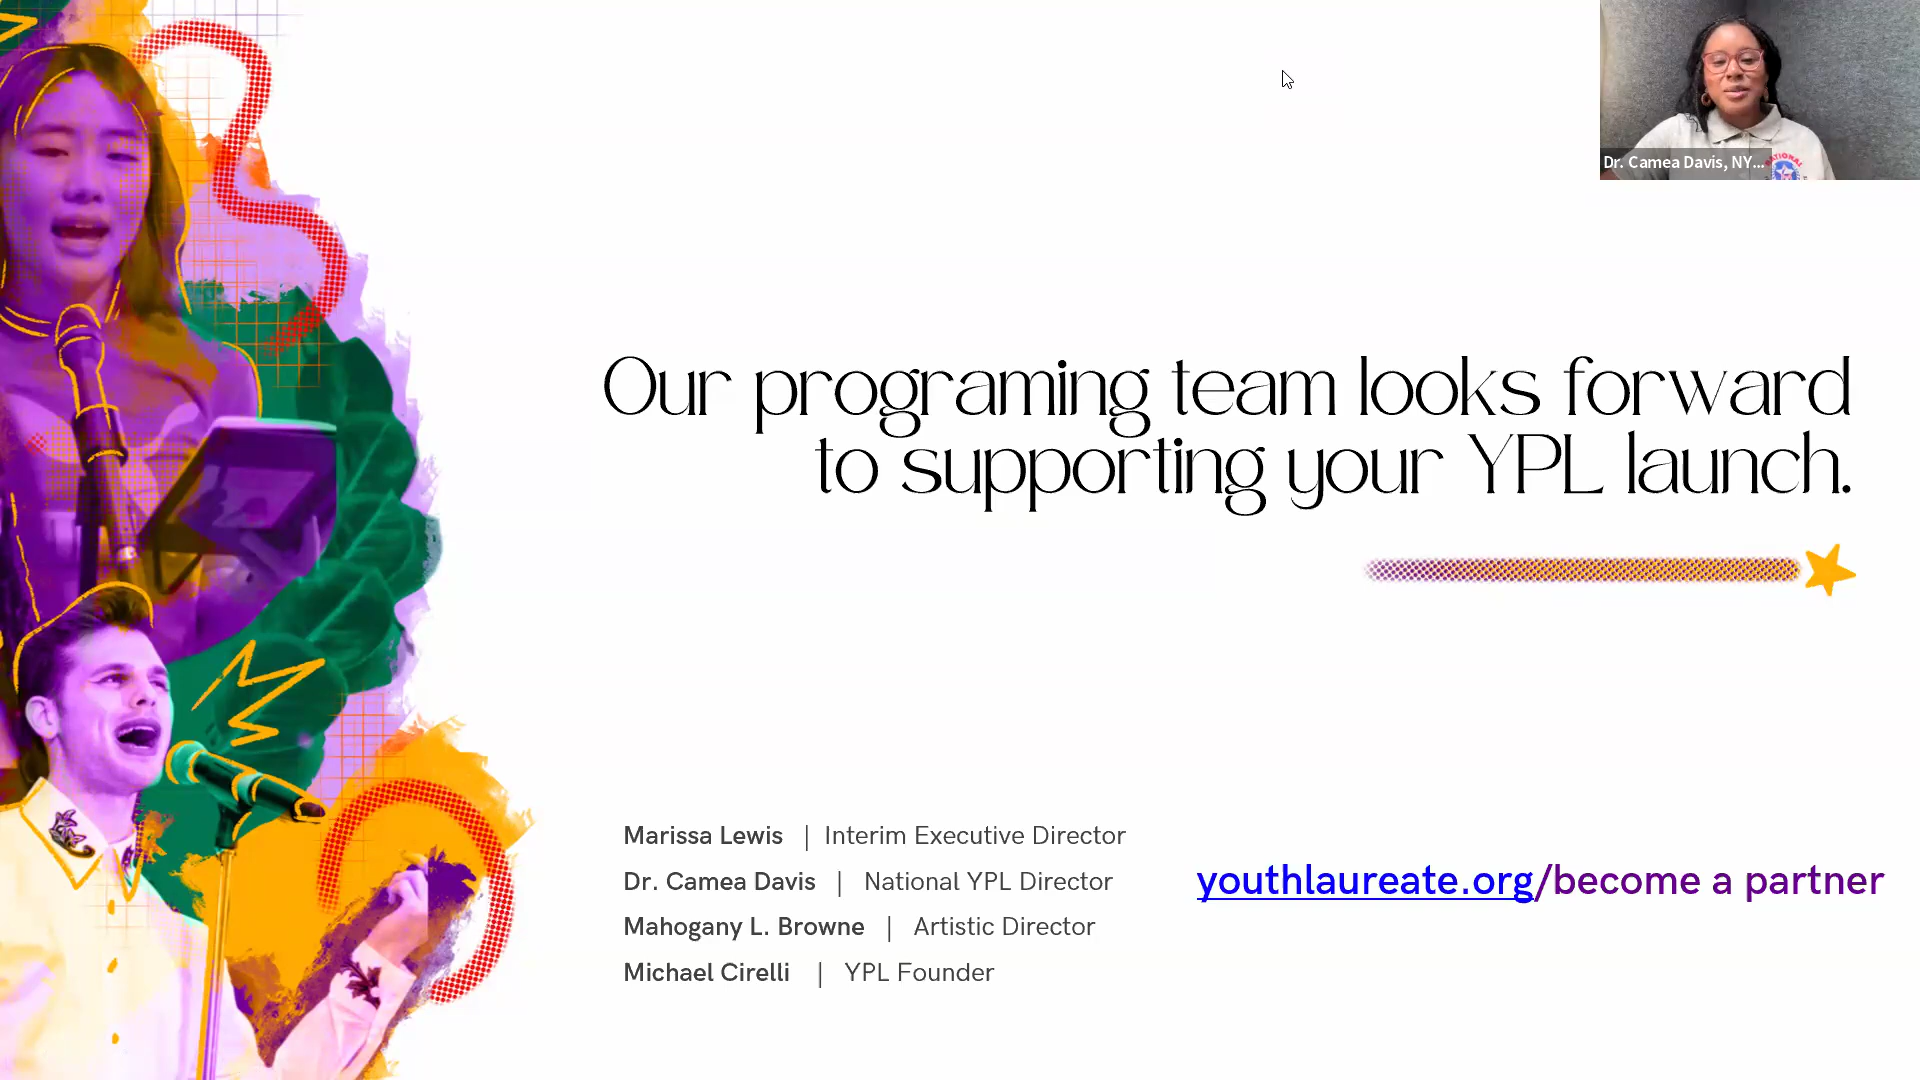 Dr. Camea Davis, NY...
NATIONAL
Our programing team looks forward
to supporting your YPL launch.
Marissa Lewis | Interim Executive Director
Dr. Camea Davis | National YPL Director
Mahogany L. Browne | Artistic Director
Michael Cirelli | YPL Founder
youthlaureate.org/become a partner